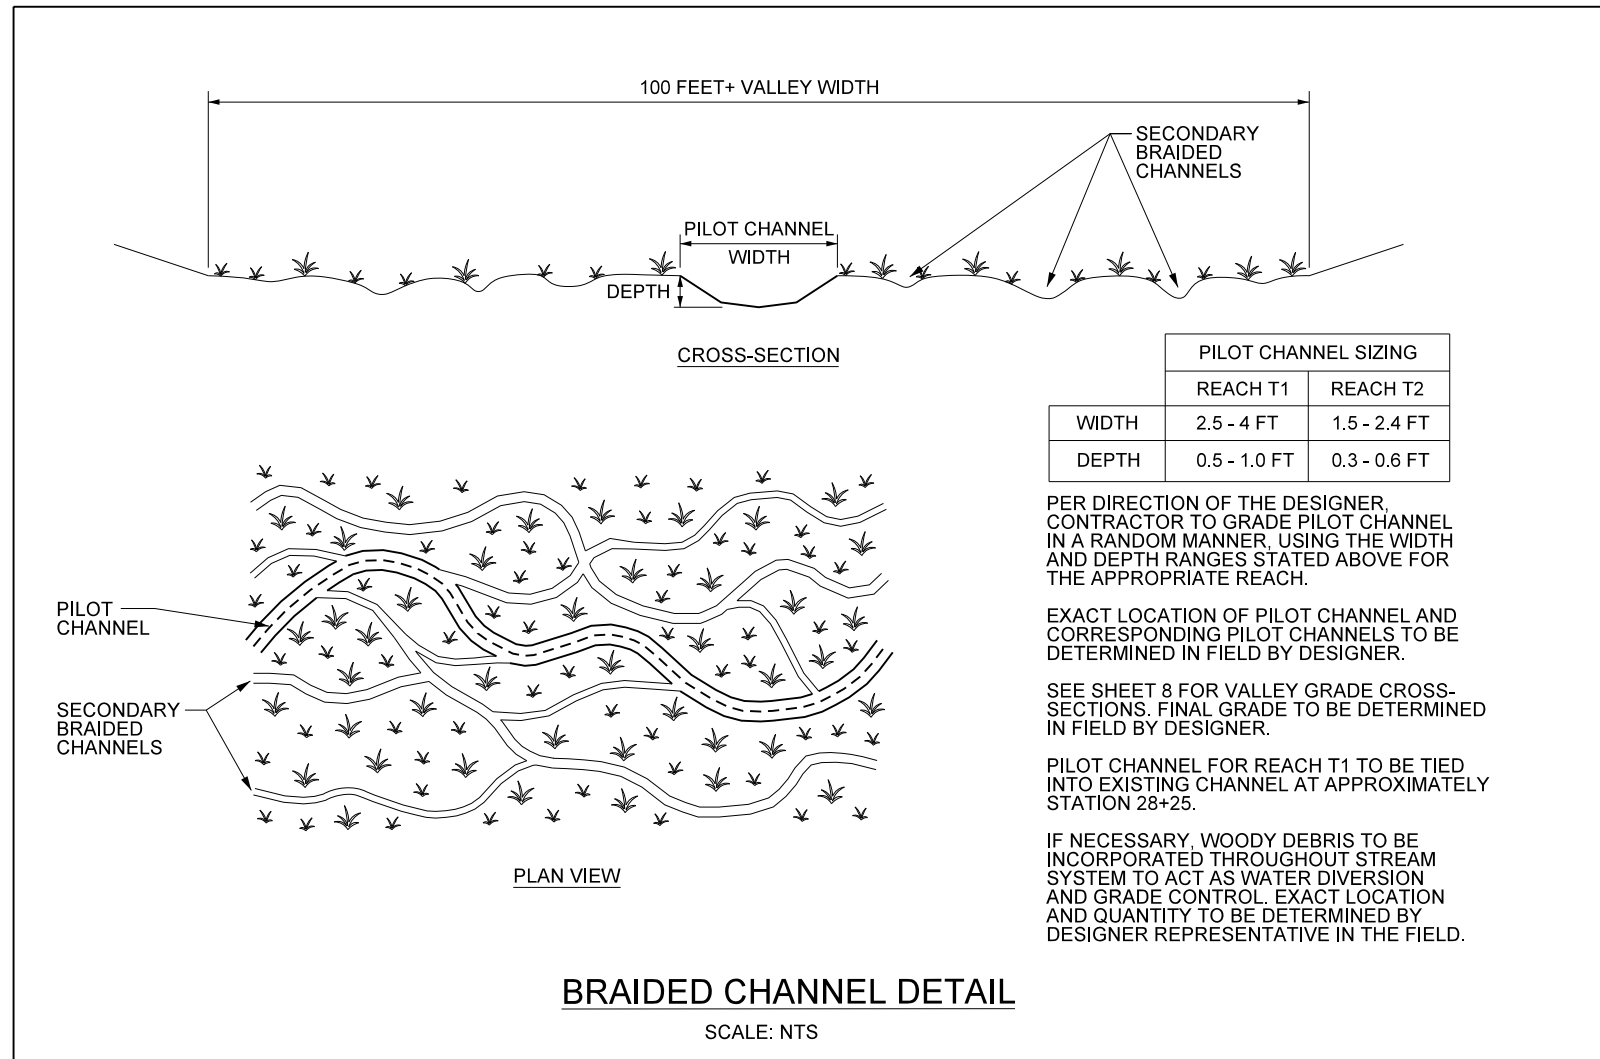 100 FEET+ VALLEY WIDTH
SECONDARY
BRAIDED
CHANNELS
PILOT CHANNEL
WIDTH
DEPTH
CROSS-SECTION
PILOT CHANNEL SIZING
REACH T1 REACH T2
WIDTH 2.5 - 4 FT 1.5 - 2.4 FT
DEPTH 0.5 - 1.0 FT 0.3 - 0.6 FT
PER DIRECTION OF THE DESIGNER,
CONTRACTOR TO GRADE PILOT CHANNEL
IN A RANDOM MANNER, USING THE WIDTH
AND DEPTH RANGES STATED ABOVE FOR
THE APPROPRIATE REACH.
EXACT LOCATION OF PILOT CHANNEL AND
CORRESPONDING PILOT CHANNELS TO BE
DETERMINED IN FIELD BY DESIGNER.
SEE SHEET 8 FOR VALLEY GRADE CROSS-
SECTIONS. FINAL GRADE TO BE DETERMINED
IN FIELD BY DESIGNER.
PILOT CHANNEL FOR REACH T1 TO BE TIED
INTO EXISTING CHANNEL AT APPROXIMATELY
STATION 28+25.
IF NECESSARY, WOODY DEBRIS TO BE
INCORPORATED THROUGHOUT STREAM
SYSTEM TO ACT AS WATER DIVERSION
AND GRADE CONTROL. EXACT LOCATION
AND QUANTITY TO BE DETERMINED BY
DESIGNER REPRESENTATIVE IN THE FIELD.
PILOT
CHANNEL
SECONDARY
BRAIDED
CHANNELS
PLAN VIEW
BRAIDED CHANNEL DETAIL
SCALE: NTS